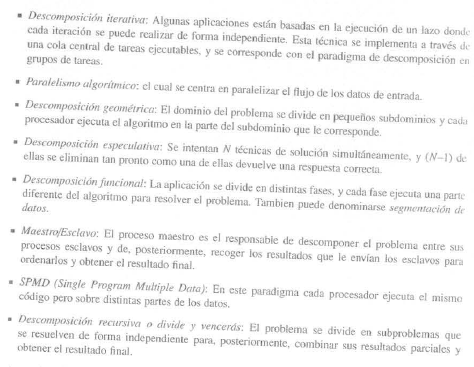 ▪ Descomposición iterativa: Algunas aplicaciones están basadas en la ejecución de un lazo donde
cada iteración se puede realizar de forma independiente. Esta técnica se implementa a través de
una cola central de tareas ejecutables, y se corresponde con el paradigma de descomposición en
grupos de tareas.
▪ Paralelismo algorítmico: el cual se centra en paralelizar el flujo de los datos de entrada.
▪ Descomposición geométrica: El dominio del problema se divide en pequeños subdominios y cada
procesador ejecuta el algoritmo en la parte del subdominio que le corresponde.
▪ Descomposición especulativa: Se intentan N técnicas de solución simultáneamente, y (N–1) de
ellas se eliminan tan pronto como una de ellas devuelve una respuesta correcta.
▪ Descomposición funcional: La aplicación se divide en distintas fases, y cada fase ejecuta una parte
diferente del algoritmo para resolver el problema. Tambien puede denominarse segmentación de
datos.
▪ Maestro/Esclavo: El proceso maestro es el responsable de descomponer el problema entre sus
procesos esclavos y de, posteriormente, recoger los resultados que le envían los esclavos para
ordenarlos y obtener el resultado final.
▪ SPMD (Single Program Multiple Data): En este paradigma cada procesador ejecuta el mismo
código pero sobre distintas partes de los datos.
▪ Descomposición recursiva o divide y vencerás: El problema se divide en subproblemas que
se resuelven de forma independiente para, posteriormente, combinar sus resultados parciales y
obtener el resultado final.